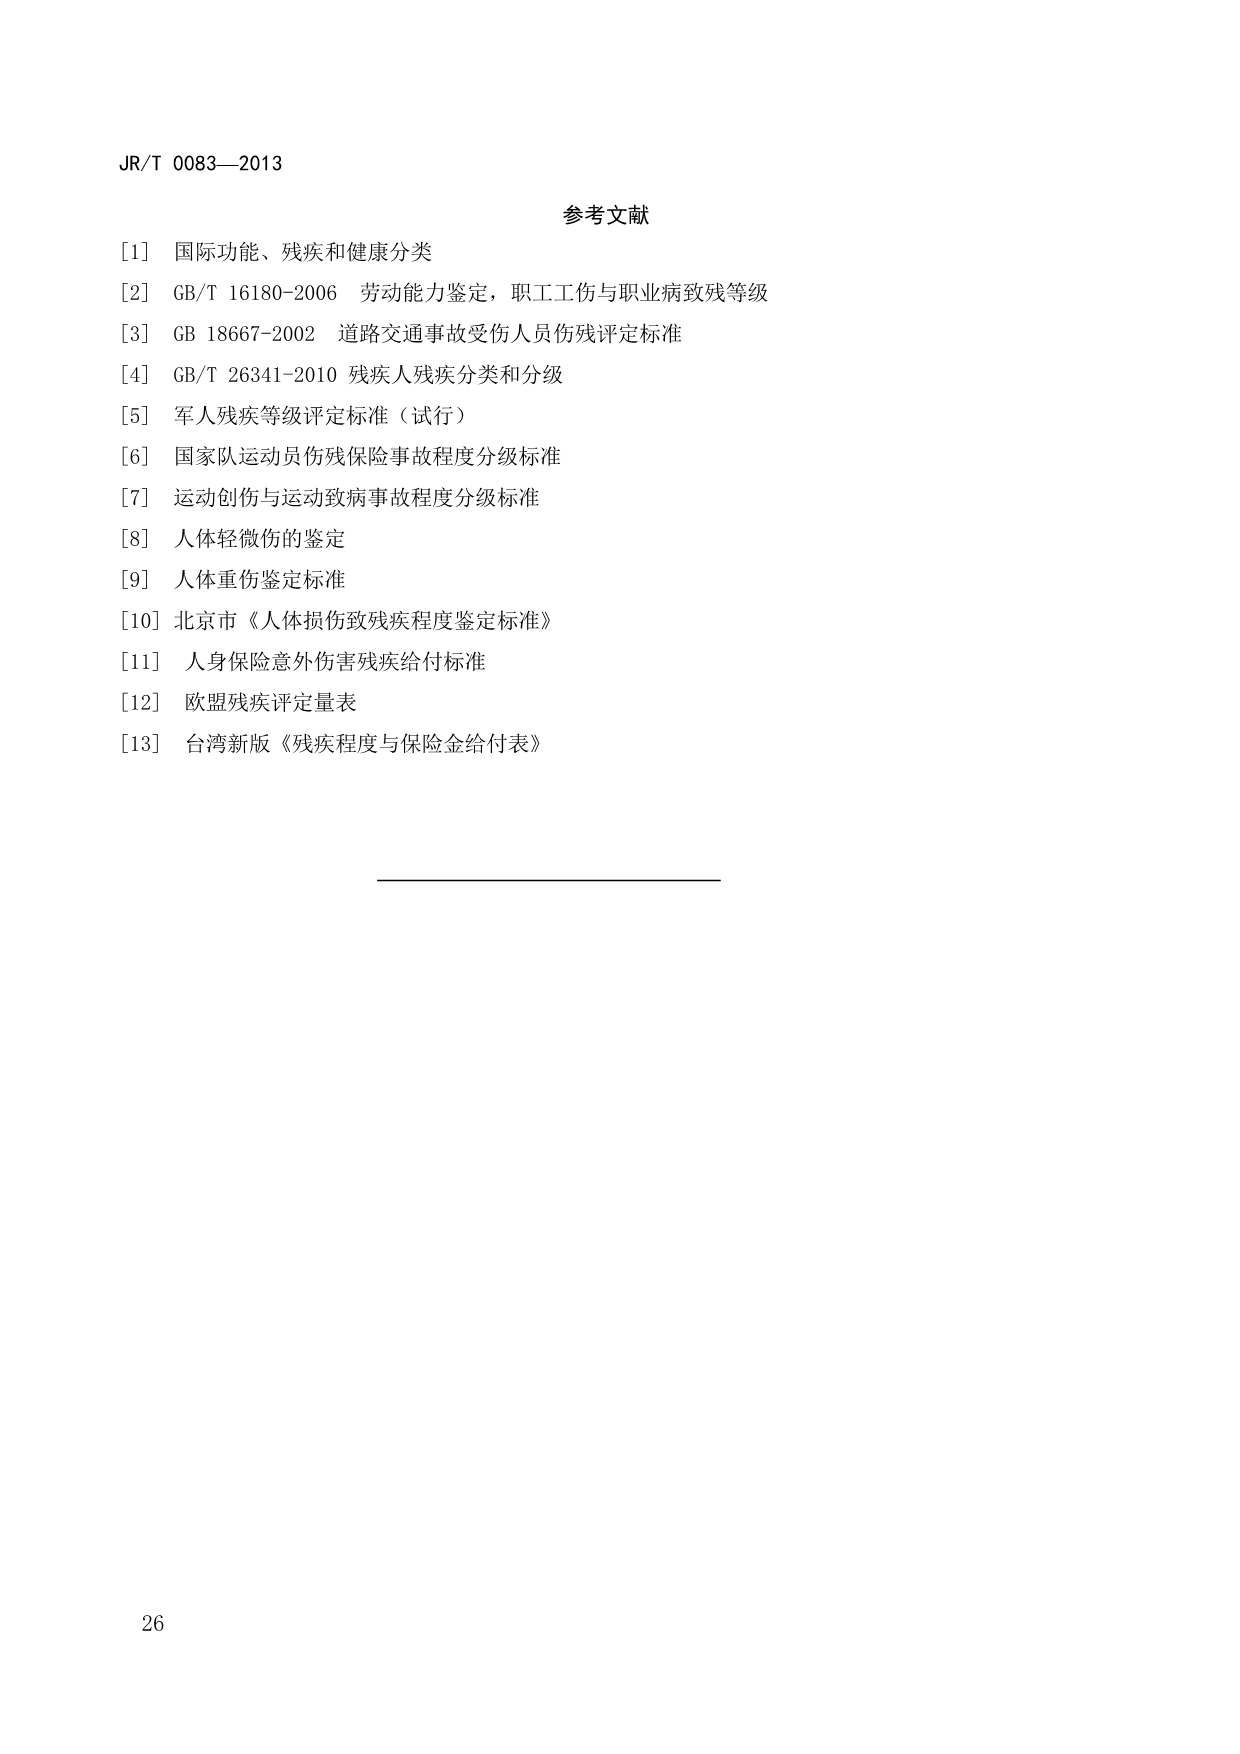 JR/T 0083—2013
参考文献
[1] 国际功能、残疾和健康分类
[2] GB/T 16180-2006 劳动能力鉴定，职工工伤与职业病致残等级
[3] GB 18667-2002 道路交通事故受伤人员伤残评定标准
[4] GB/T 26341-2010 残疾人残疾分类和分级
[5] 军人残疾等级评定标准（试行）
[6] 国家队运动员伤残保险事故程度分级标准
[7] 运动创伤与运动致病事故程度分级标准
[8] 人体轻微伤的鉴定
[9] 人体重伤鉴定标准
[10] 北京市《人体损伤致残疾程度鉴定标准》
[11] 人身保险意外伤害残疾给付标准
[12] 欧盟残疾评定量表
[13] 台湾新版《残疾程度与保险金给付表》
26